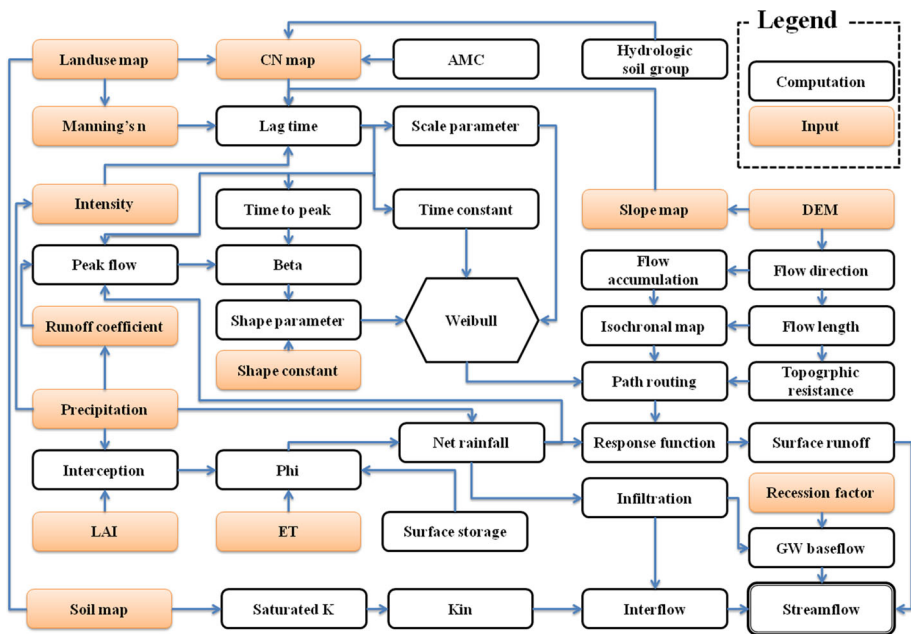 Legend
Landuse map
CN map
AMC
Hydrologic
soil group
Computation
Input
Manning's n
Lag time
Scale parameter
Intensity
Time to peak
Time constant
Slope map
DEM
Peak flow
Beta
Flow
accumulation
Flow direction
Runoff coefficient
Shape parameter
Weibull
Isochronal map
Flow length
Shape constant
Path routing
Topogrphic
resistance
Precipitation
Net rainfall
Response function
Surface runoff
Interception
Phi
Infiltration
Recession factor
LAI
ET
Surface storage
GW baseflow
Soil map
Saturated K
Kin
Interflow
Streamflow